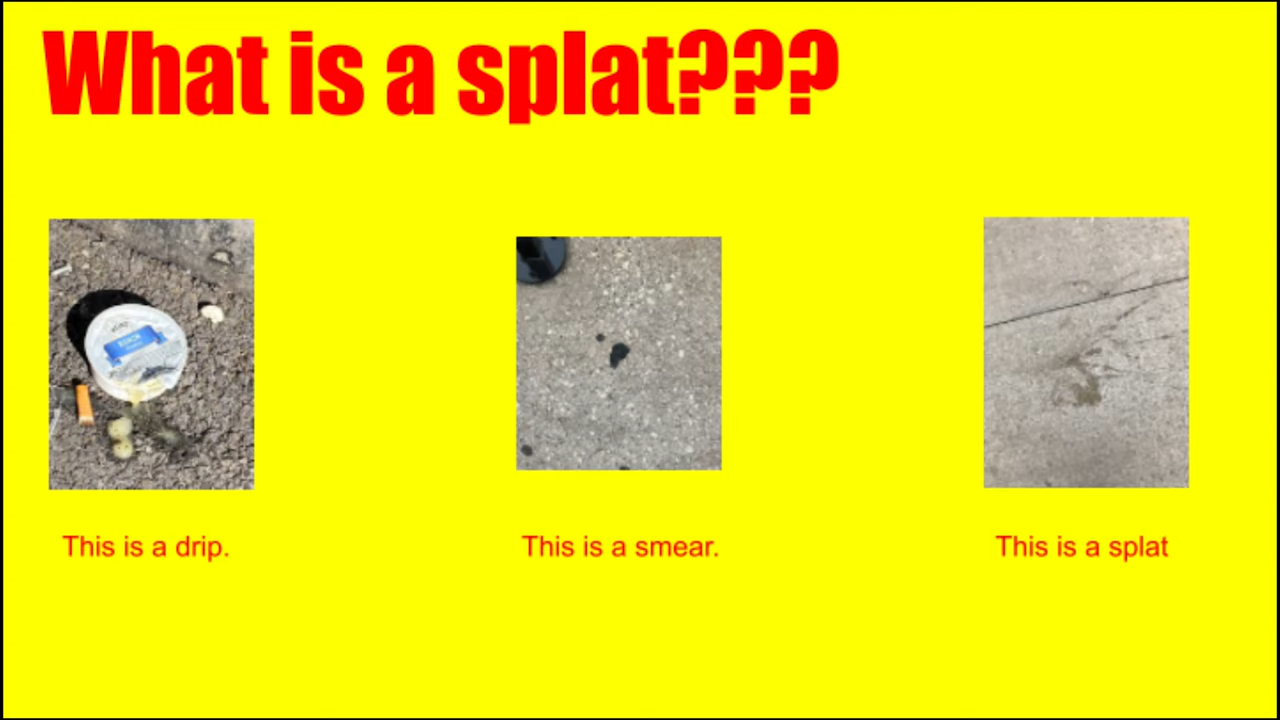 What is a splat???
This is a drip.
This is a smear.
This is a splat